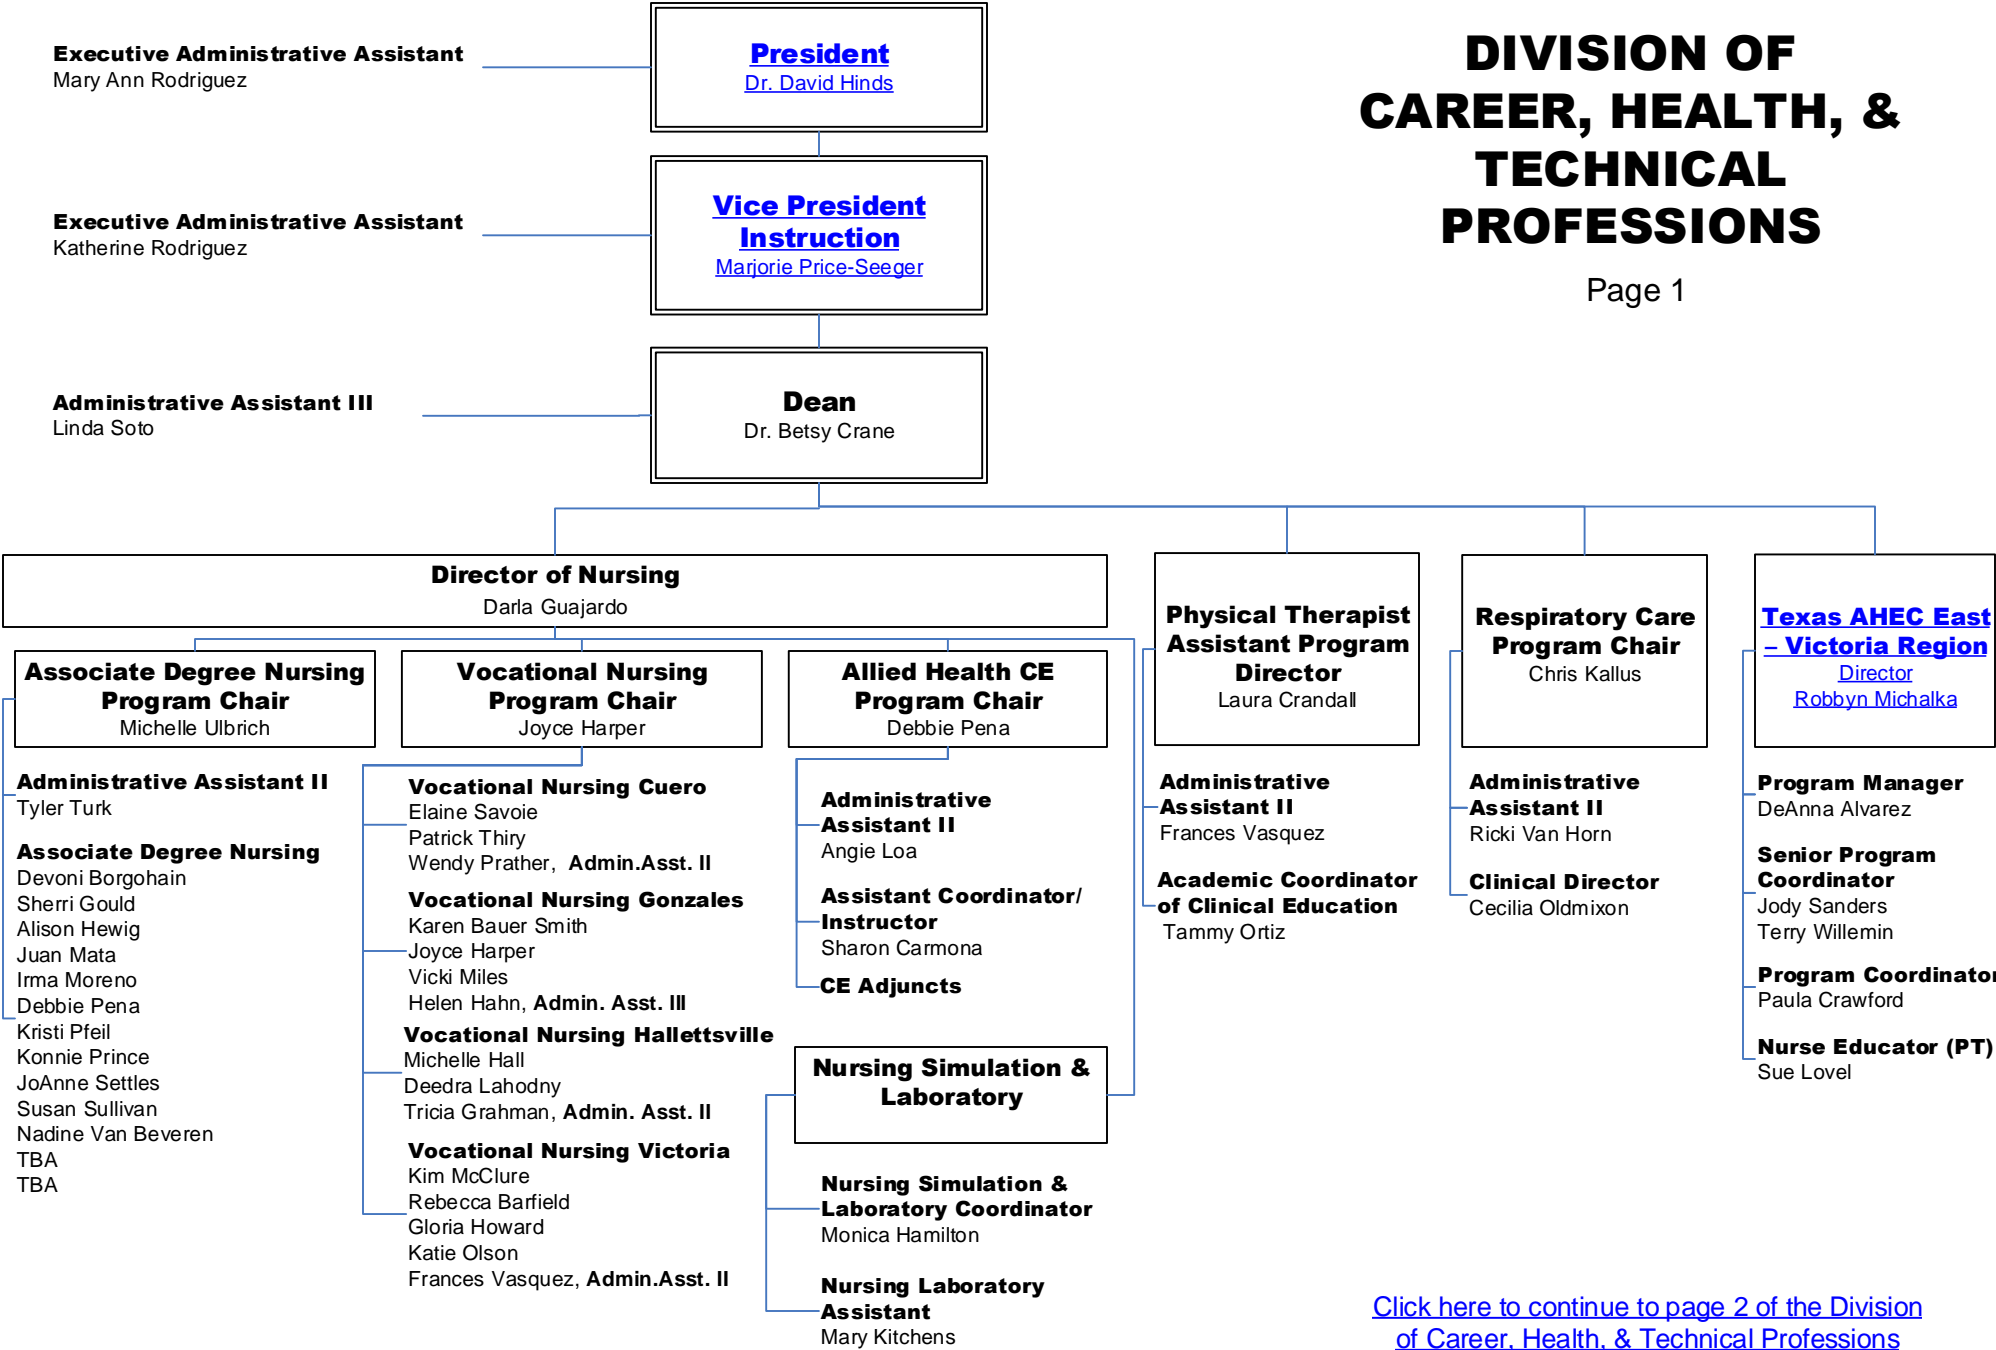 Executive Administrative Assistant
Mary Ann Rodriguez
President
Dr. David Hinds
DIVISION OF
CAREER, HEALTH, &
TECHNICAL
PROFESSIONS
Page 1
Executive Administrative Assistant
Katherine Rodriguez
Vice President
Instruction
Marjorie Price-Seeger
Administrative Assistant III
Linda Soto
Dean
Dr. Betsy Crane
Director of Nursing
Darla Guajardo
Associate Degree Nursing
Program Chair
Michelle Ulbrich
Administrative Assistant II
Tyler Turk
Associate Degree Nursing
Devoni Borgohain
Sherri Gould
Alison Hewig
Juan Mata
Irma Moreno
Debbie Pena
Kristi Pfeil
Konnie Prince
JoAnne Settles
Susan Sullivan
Nadine Van Beveren
TBA
TBA
Vocational Nursing
Program Chair
Joyce Harper
Vocational Nursing Cuero
Elaine Savoie
Patrick Thiry
Wendy Prather, Admin.Asst. II
Vocational Nursing Gonzales
Karen Bauer Smith
Joyce Harper
Vicki Miles
Helen Hahn, Admin. Asst. III
Vocational Nursing Hallettsville
Michelle Hall
Deedra Lahodny
Tricia Grahman, Admin. Asst. II
Vocational Nursing Victoria
Kim McClure
Rebecca Barfield
Gloria Howard
Katie Olson
Frances Vasquez, Admin.Asst. II
Allied Health CE
Program Chair
Debbie Pena
Administrative
Assistant II
Angie Loa
Assistant Coordinator/
Instructor
Sharon Carmona
CE Adjuncts
Nursing Simulation &
Laboratory
Nursing Simulation &
Laboratory Coordinator
Monica Hamilton
Nursing Laboratory
Assistant
Mary Kitchens
Physical Therapist
Assistant Program
Director
Laura Crandall
Administrative
Assistant II
Frances Vasquez
Academic Coordinator
of Clinical Education
Tammy Ortiz
Respiratory Care
Program Chair
Chris Kallus
Administrative
Assistant II
Ricki Van Horn
Clinical Director
Cecilia Oldmixon
Texas AHEC East
– Victoria Region
Director
Robbyn Michalka
Program Manager
DeAnna Alvarez
Senior Program
Coordinator
Jody Sanders
Terry Willemin
Program Coordinator
Paula Crawford
Nurse Educator (PT)
Sue Lovel
Click here to continue to page 2 of the Division
of Career, Health, & Technical Professions